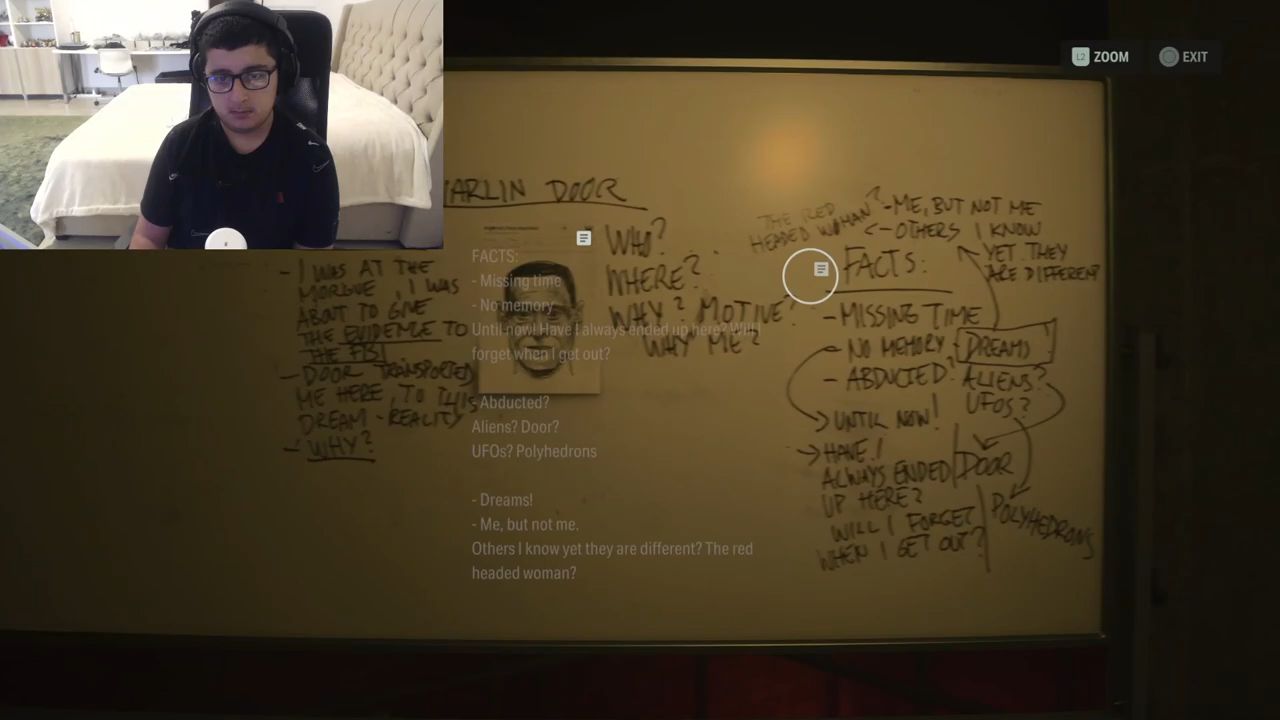 ZOOM
EXIT
L2
ARLIN DOOR
- I WAS AT THE
MORGUE, I WAS
ABOUT TO GIVE
THE EVIDENCE TO
THE FBI
- DOOR TRANSPORTED
ME HERE, TO THIS
DREAM - REALITY
- WHY?
WHO?
WHERE?
WHY? MOTIVE?
WHY ME?
THE RED
HEADED WOMAN?
- ME, BUT NOT ME
<- OTHERS I KNOW
YET THEY
ARE DIFFERENT
FACTS:
- MISSING TIME
- NO MEMORY - DREAMS
- ABDUCTED? ALIENS?
UFOS?
UNTIL NOW!
HAVE I
ALWAYS ENDED
UP HERE?
WILL I FORGET
WHEN I GET OUT?
DOOR
POLYHEDRONS
FACTS:
- Missing time
- No memory
Until now! Have I always ended up here? Will I
forget when I get out?
- Abducted?
Aliens? Door?
UFOs? Polyhedrons
- Dreams!
- Me, but not me.
Others I know yet they are different? The red
headed woman?